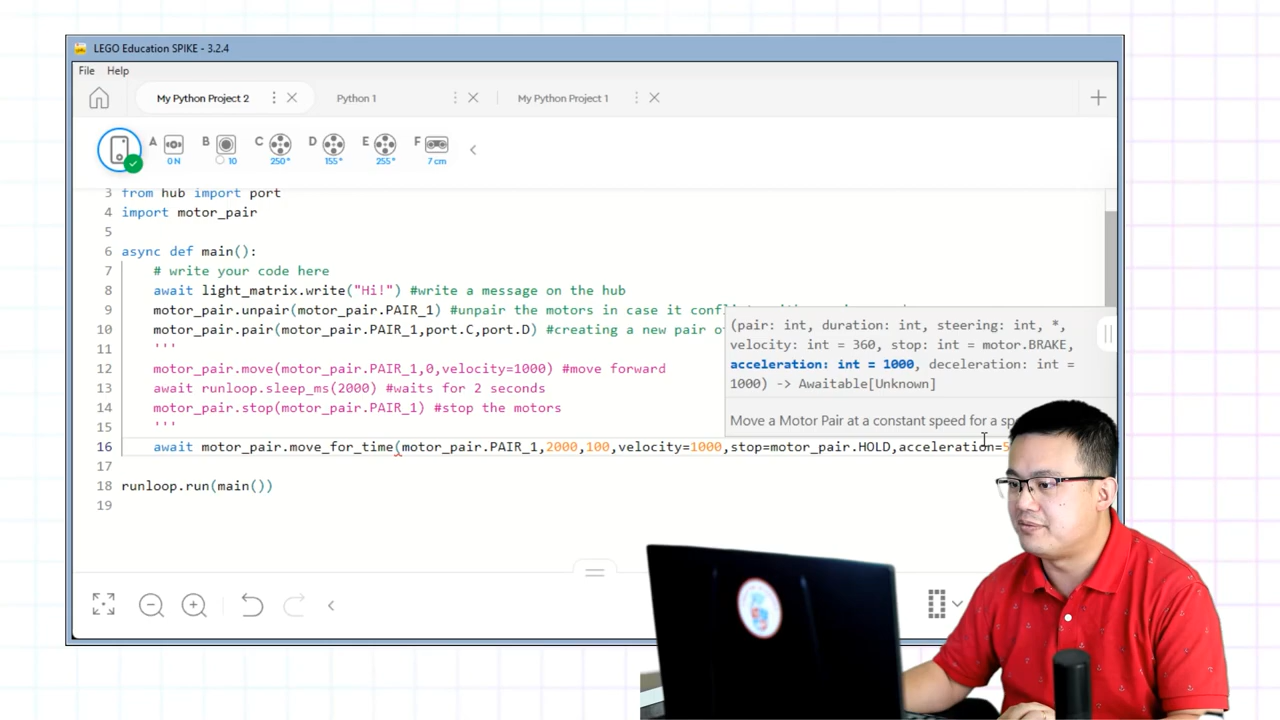 LEGO Education SPIKE - 3.2.4
File Help
My Python Project 2
Python 1
My Python Project 1
A B C D E F
0 N 10 250° 155° 255° 7 cm
3 from hub import port
4 import motor_pair
5
6 async def main():
7 # write your code here
8 await light_matrix.write("Hi!") #write a message on the hub
9 motor_pair.unpair(motor_pair.PAIR_1) #unpair the motors in case it
10 motor_pair.pair(motor_pair.PAIR_1,port.C,port.D) #creating a new pair
11 '''
12 motor_pair.move(motor_pair.PAIR_1,0,velocity=1000) #move forward
13 await runloop.sleep_ms(2000) #waits for 2 seconds
14 motor_pair.stop(motor_pair.PAIR_1) #stop the motors
15 '''
16 await motor_pair.move_for_time(motor_pair.PAIR_1,2000,100,velocity=1000,stop=motor_pair.HOLD,acceleration=5
17
18 runloop.run(main())
19
(pair: int, duration: int, steering: int, *,
velocity: int = 360, stop: int = motor.BRAKE,
acceleration: int = 1000, deceleration: int =
1000) -> Awaitable[Unknown]
Move a Motor Pair at a constant speed for a